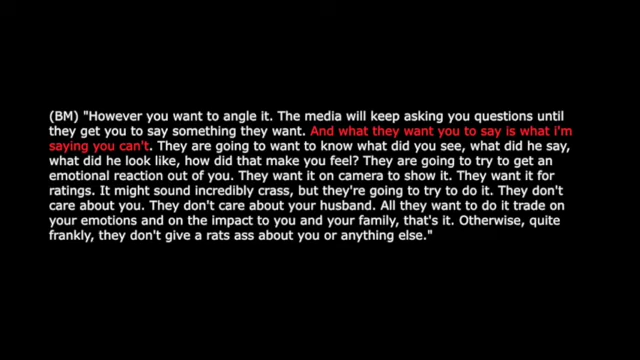 (BM) "However you want to angle it. The media will keep asking you questions until
they get you to say something they want. And what they want you to say is what i'm
saying you can't. They are going to want to know what did you see, what did he say,
what did he look like, how did that make you feel? They are going to try to get an
emotional reaction out of you. They want it on camera to show it. They want it for
ratings. It might sound incredibly crass, but they're going to try to do it. They don't
care about you. They don't care about your husband. All they want to do it trade on
your emotions and on the impact to you and your family, that's it. Otherwise, quite
frankly, they don't give a rats ass about you or anything else."